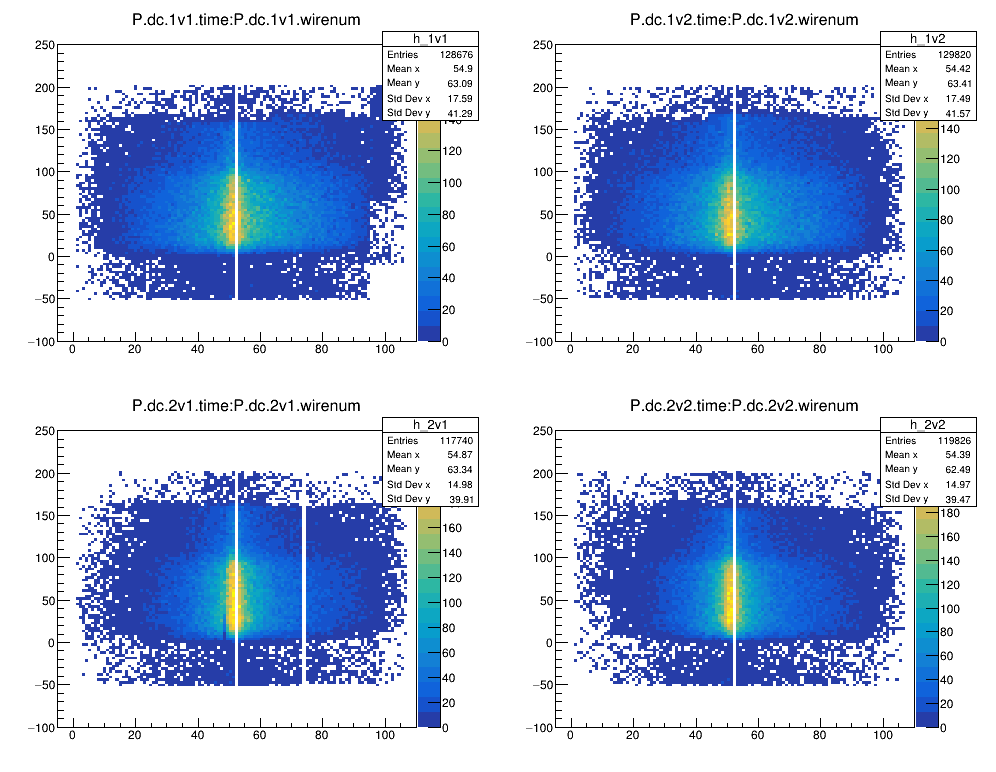 P.dc.1v1.time:P.dc.1v1.wirenum
h_1v1
Entries 128676
Mean x 54.9
Mean y 63.09
Std Dev x 17.59
Std Dev y 41.29
250
200
150
100
50
0
−50
−100
0 20 40 60 80 100
140
120
100
80
60
40
20
0
P.dc.1v2.time:P.dc.1v2.wirenum
h_1v2
Entries 129820
Mean x 54.42
Mean y 63.41
Std Dev x 17.49
Std Dev y 41.57
250
200
150
100
50
0
−50
−100
0 20 40 60 80 100
140
120
100
80
60
40
20
0
P.dc.2v1.time:P.dc.2v1.wirenum
h_2v1
Entries 117740
Mean x 54.87
Mean y 63.34
Std Dev x 14.98
Std Dev y 39.91
250
200
150
100
50
0
−50
−100
0 20 40 60 80 100
160
140
120
100
80
60
40
20
0
P.dc.2v2.time:P.dc.2v2.wirenum
h_2v2
Entries 119826
Mean x 54.39
Mean y 62.49
Std Dev x 14.97
Std Dev y 39.47
250
200
150
100
50
0
−50
−100
0 20 40 60 80 100
180
160
140
120
100
80
60
40
20
0